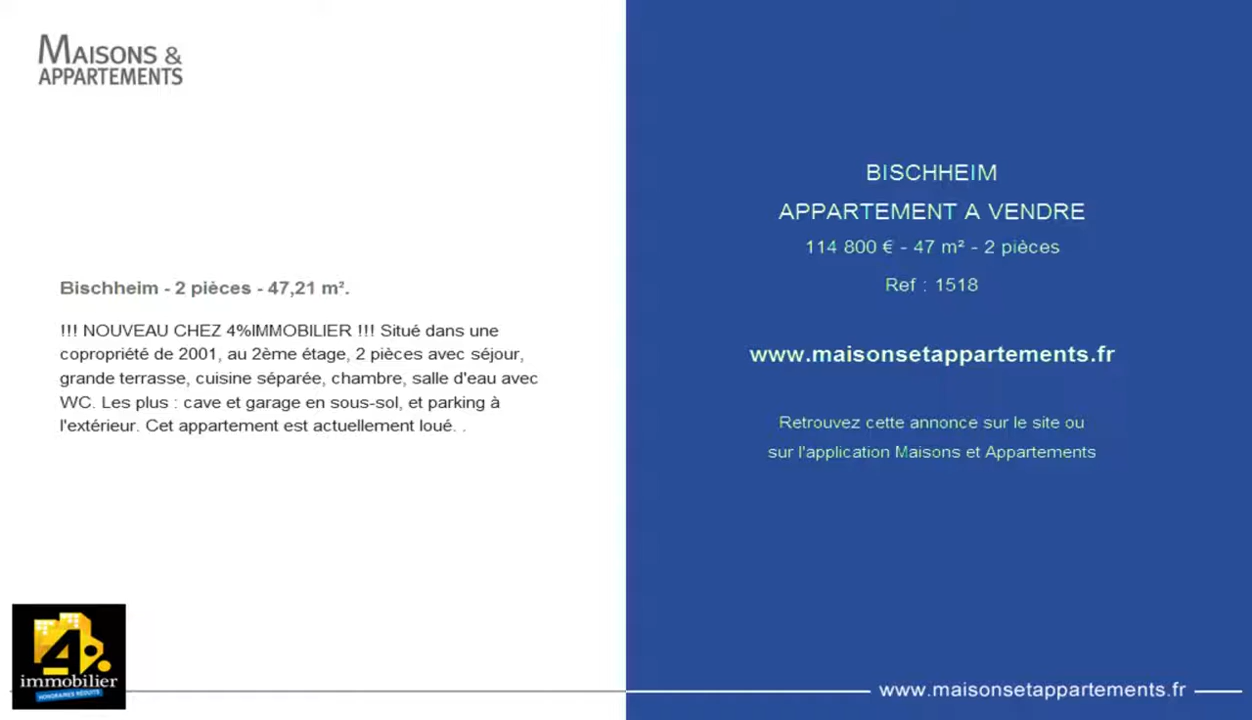 MAISONS &
APPARTEMENTS
Bischheim - 2 pièces - 47,21 m².
!!! NOUVEAU CHEZ 4%IMMOBILIER !!! Situé dans une
copropriété de 2001, au 2ème étage, 2 pièces avec séjour,
grande terrasse, cuisine séparée, chambre, salle d'eau avec
WC. Les plus : cave et garage en sous-sol, et parking à
l'extérieur. Cet appartement est actuellement loué. .
4%
immobilier
HONORAIRES RÉDUITS
BISCHHEIM
APPARTEMENT A VENDRE
114 800 € - 47 m² - 2 pièces
Ref : 1518
www.maisonsetappartements.fr
Retrouvez cette annonce sur le site ou
sur l'application Maisons et Appartements
www.maisonsetappartements.fr